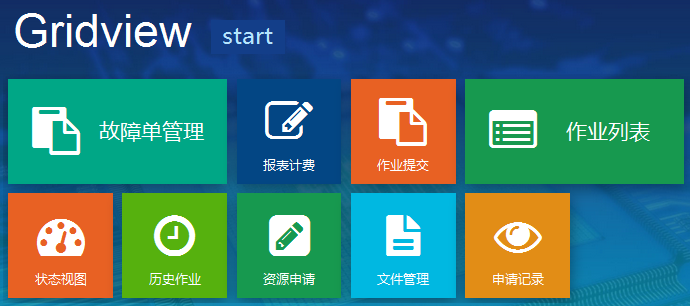 Gridview start
故障单管理
报表计费
作业提交
作业列表
状态视图
历史作业
资源申请
文件管理
申请记录